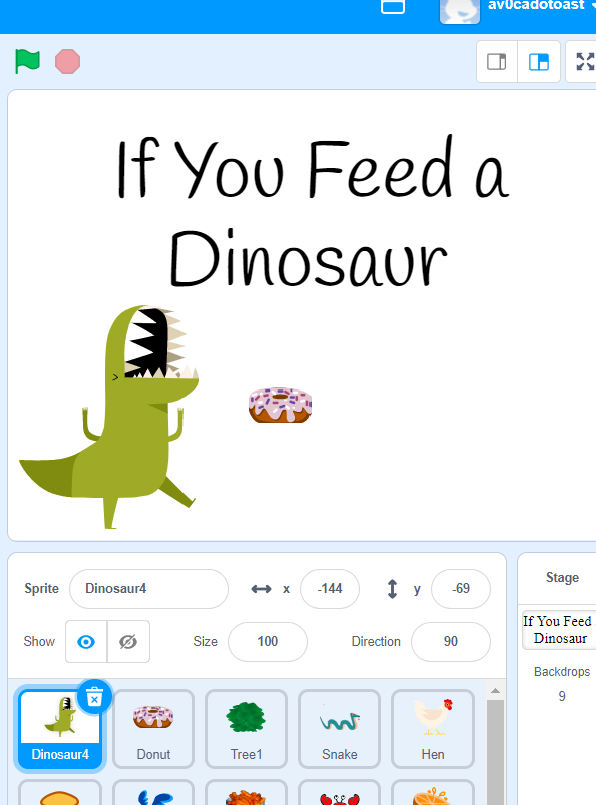 av0cadotoast
If You Feed a
Dinosaur
Sprite Dinosaur4 x -144 y -69
Show Size 100 Direction 90
Stage
If You Feed
Dinosaur
Backdrops
9
Dinosaur4 Donut Tree1 Snake Hen